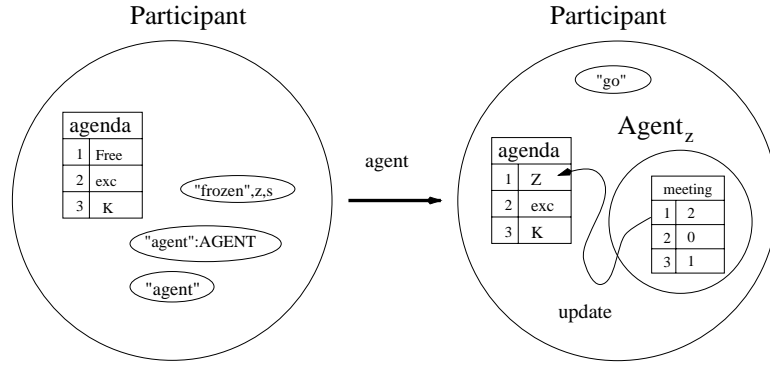 Participant
agenda
1 Free
2 exc
3 K
"frozen",z,s
"agent":AGENT
"agent"
agent
Participant
"go"
Agent_z
agenda
1 Z
2 exc
3 K
meeting
1 2
2 0
3 1
update